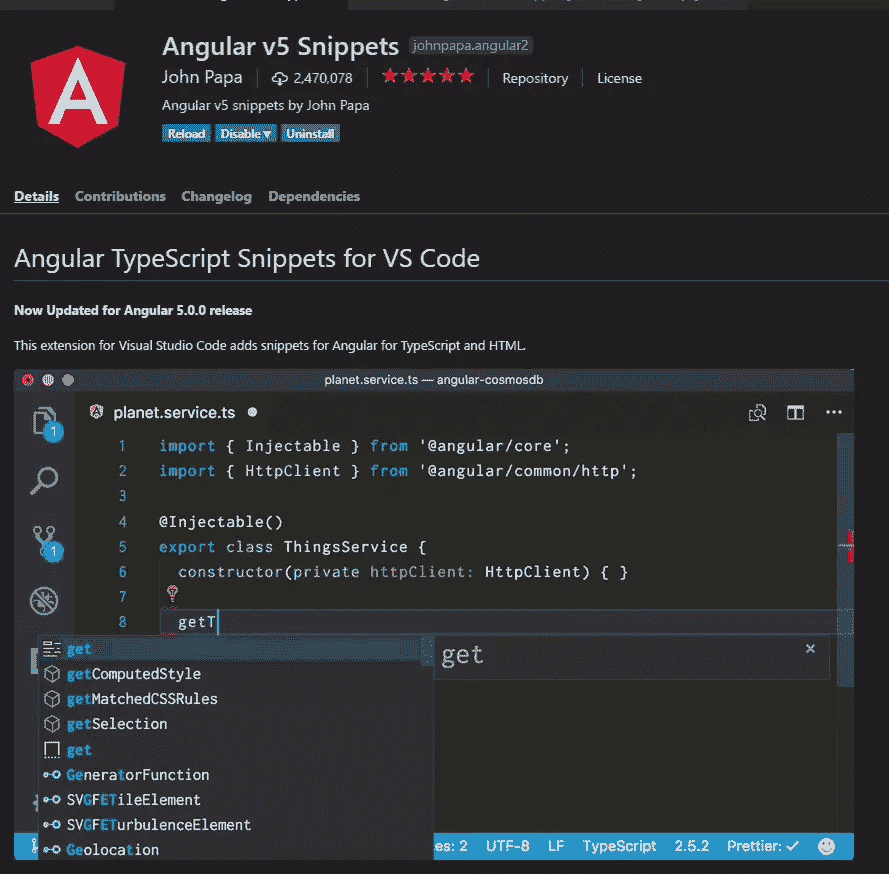 Angular v5 Snippets johnpapa.angular2
John Papa 2,470,078 Repository License
Angular v5 snippets by John Papa
Reload Disable▼ Uninstall
Details Contributions Changelog Dependencies
Angular TypeScript Snippets for VS Code
Now Updated for Angular 5.0.0 release
This extension for Visual Studio Code adds snippets for Angular for TypeScript and HTML.
planet.service.ts — angular-cosmosdb
planet.service.ts ●
1 import { Injectable } from '@angular/core';
2 import { HttpClient } from '@angular/common/http';
3
4 @Injectable()
5 export class ThingsService {
6 constructor(private httpClient: HttpClient) { }
7
8 getT
1
1
get
get
getComputedStyle
getMatchedCSSRules
getSelection
get
GeneratorFunction
SVGFETileElement
SVGFETurbulenceElement
Geolocation
es: 2 UTF-8 LF TypeScript 2.5.2 Prettier: ✓